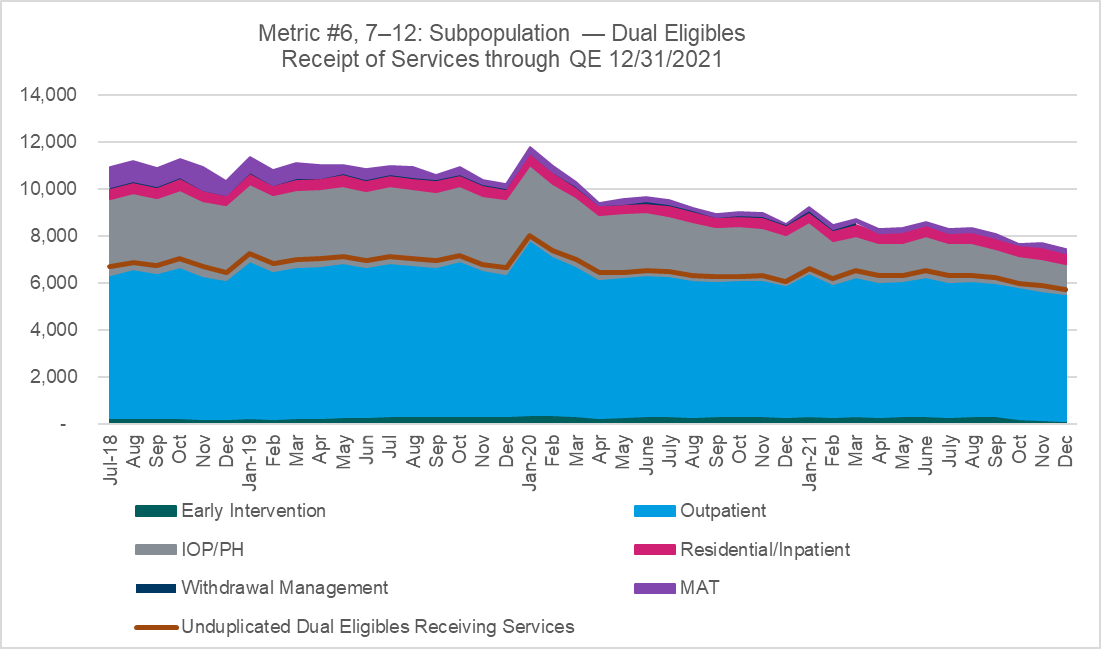 Metric #6, 7–12: Subpopulation — Dual Eligibles
Receipt of Services through QE 12/31/2021
14,000
12,000
10,000
8,000
6,000
4,000
2,000
-
Jul-18 Aug Sep Oct Nov Dec Jan-19 Feb Mar Apr May Jun Jul Aug Sep Oct Nov Dec Jan-20 Feb Mar Apr May June July Aug Sep Oct Nov Dec Jan-21 Feb Mar Apr May June July Aug Sep Oct Nov Dec
Early Intervention Outpatient
IOP/PH Residential/Inpatient
Withdrawal Management MAT
Unduplicated Dual Eligibles Receiving Services